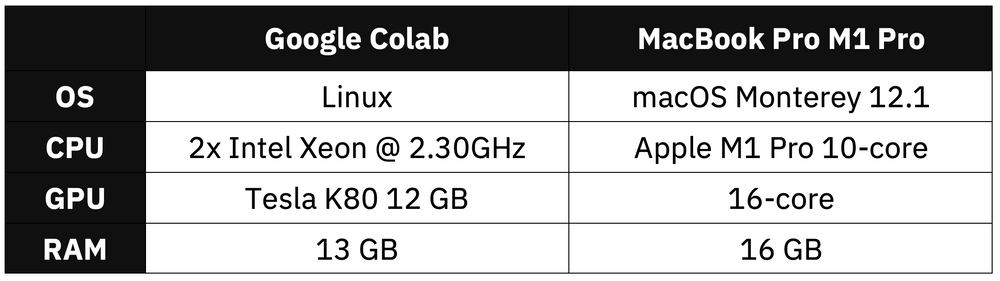 Google Colab MacBook Pro M1 Pro
OS Linux macOS Monterey 12.1
CPU 2x Intel Xeon @ 2.30GHz Apple M1 Pro 10-core
GPU Tesla K80 12 GB 16-core
RAM 13 GB 16 GB